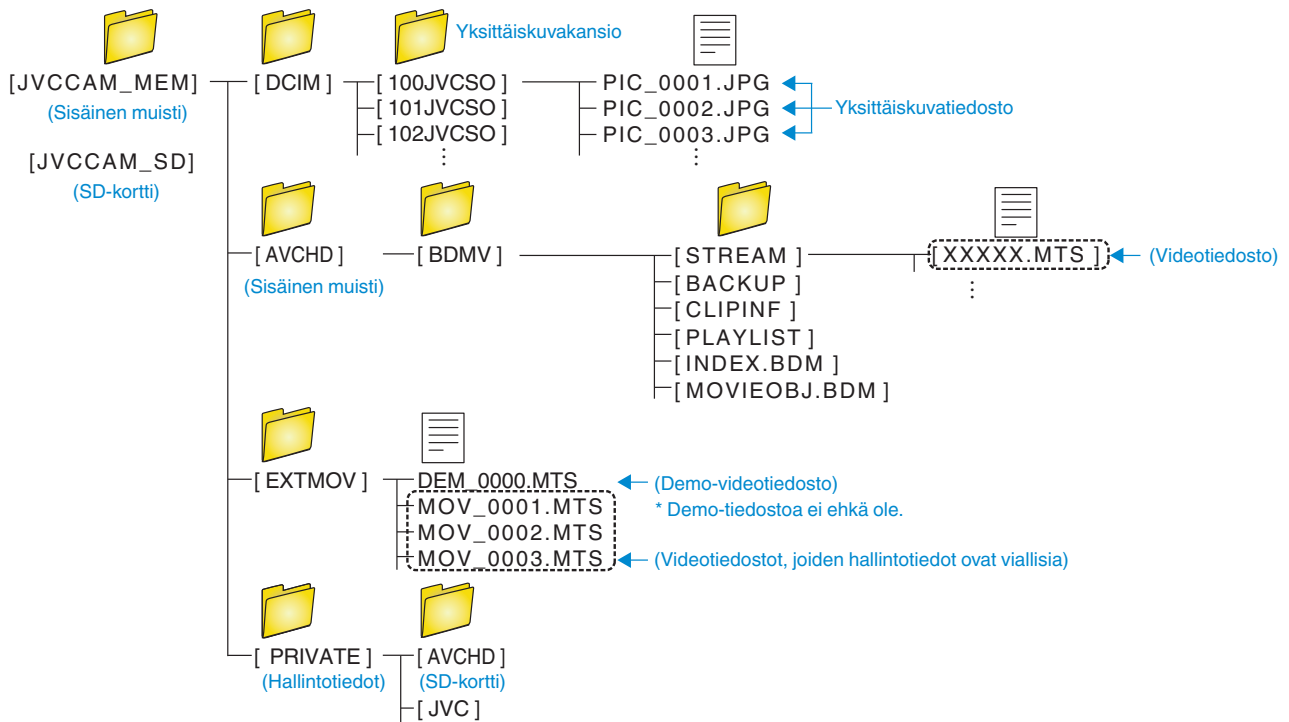 Yksittäiskuvakansio
[JVCCAM_MEM]
(Sisäinen muisti)
[JVCCAM_SD]
(SD-kortti)
[DCIM]
[ 100JVCSO ]
[ 101JVCSO ]
[ 102JVCSO ]
PIC_0001.JPG
PIC_0002.JPG
PIC_0003.JPG
Yksittäiskuvatiedosto
[ AVCHD ]
(Sisäinen muisti)
[ BDMV ]
[ STREAM ]
[ BACKUP ]
[ CLIPINF ]
[ PLAYLIST ]
[ INDEX.BDM ]
[ MOVIEOBJ.BDM ]
[ XXXXX.MTS ]
(Videotiedosto)
[ EXTMOV ]
DEM_0000.MTS
(Demo-videotiedosto)
* Demo-tiedostoa ei ehkä ole.
MOV_0001.MTS
MOV_0002.MTS
MOV_0003.MTS
(Videotiedostot, joiden hallintotiedot ovat viallisia)
[ PRIVATE ]
(Hallintotiedot)
[ AVCHD ]
(SD-kortti)
[ JVC ]